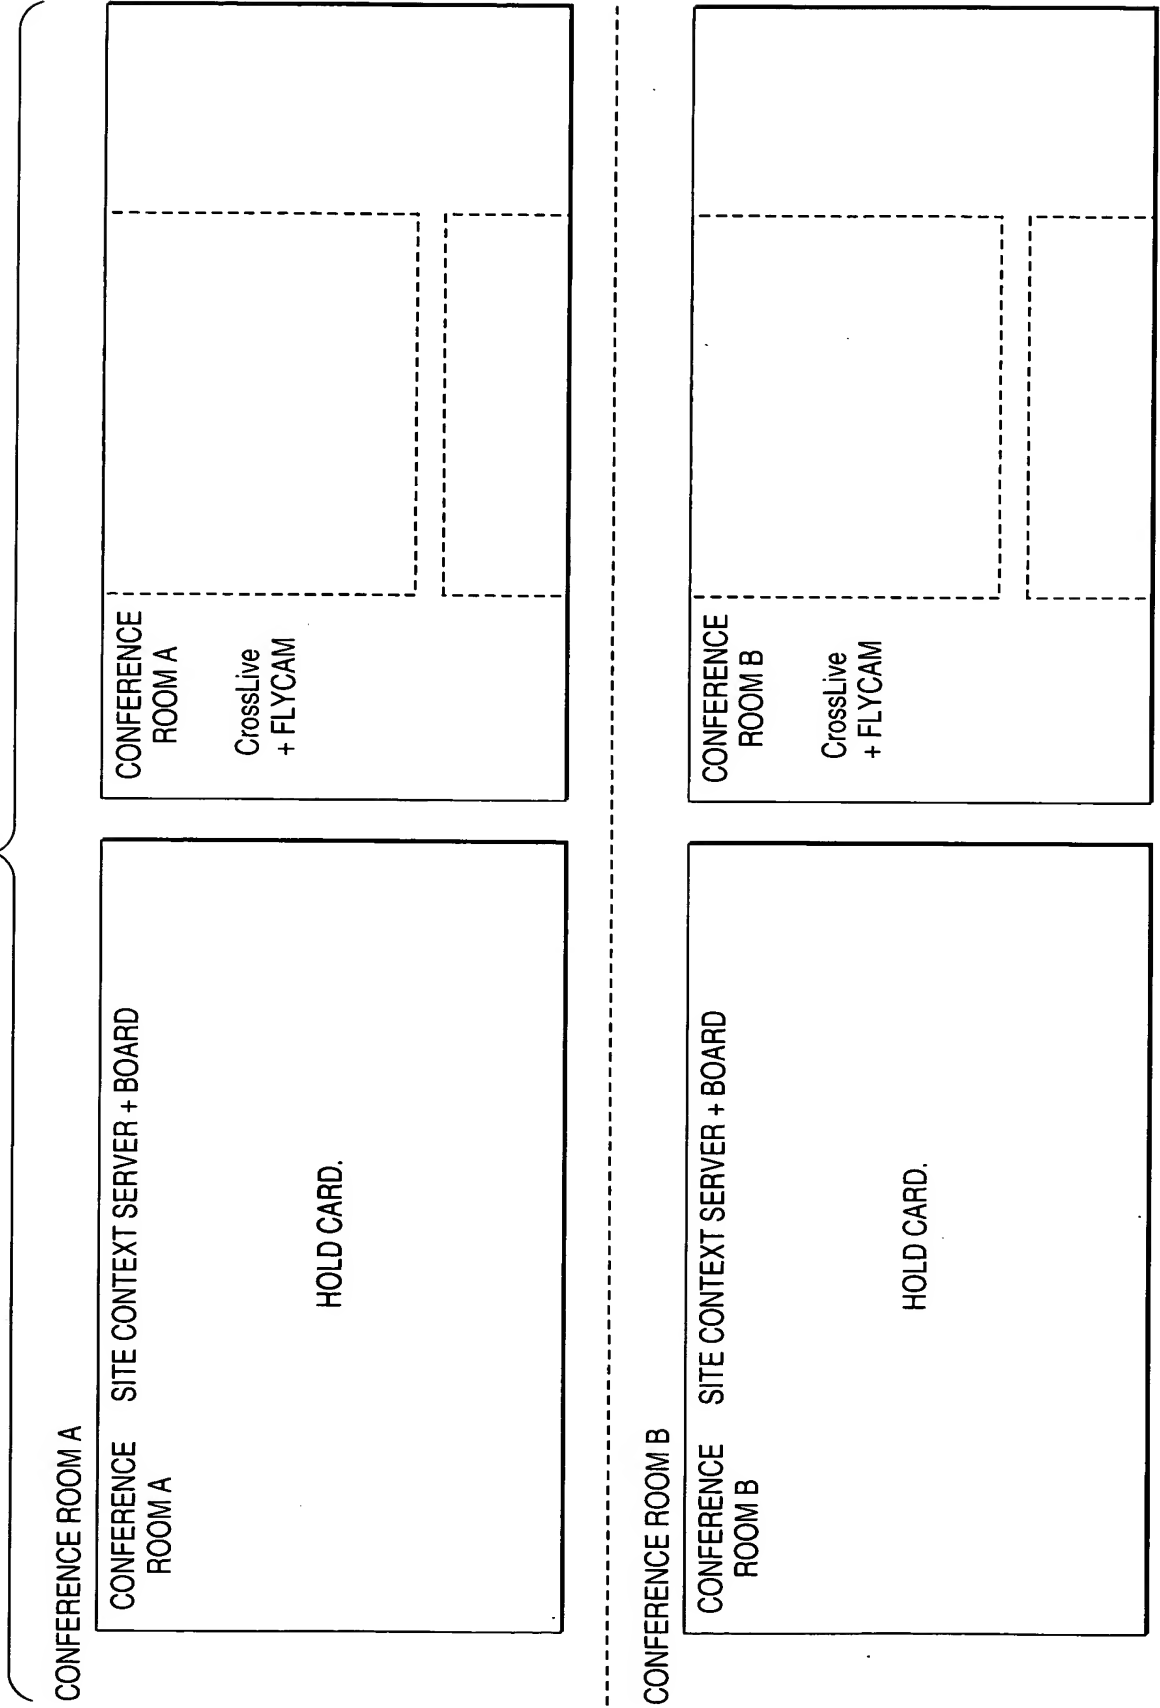 CONFERENCE ROOM A
CONFERENCE
ROOM A
SITE CONTEXT SERVER + BOARD
HOLD CARD.
CONFERENCE
ROOM A
CrossLive
+ FLYCAM
CONFERENCE ROOM B
CONFERENCE
ROOM B
SITE CONTEXT SERVER + BOARD
HOLD CARD.
CONFERENCE
ROOM B
CrossLive
+ FLYCAM